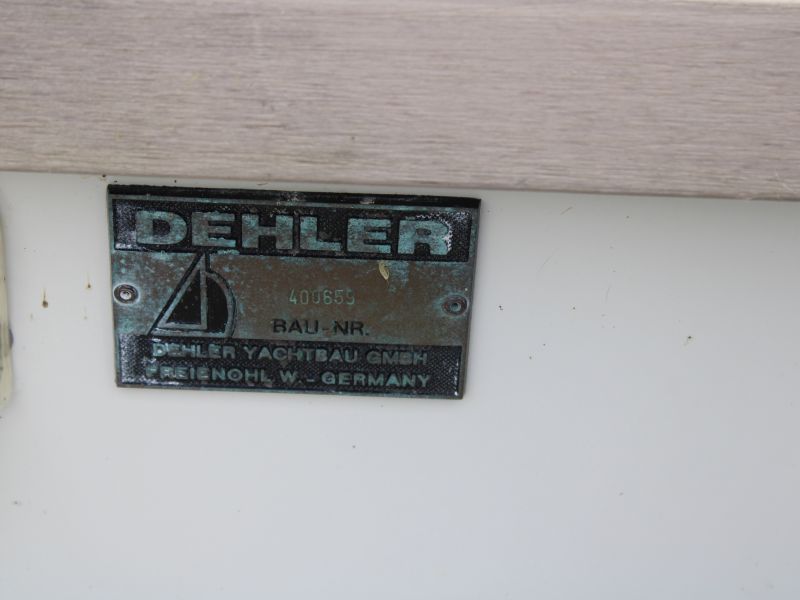 DEHLER
400659
BAU-NR.
DEHLER YACHTBAU GMBH
FREIENOHL W.-GERMANY